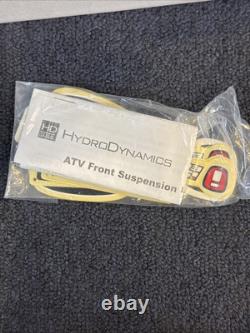 HD
HYDRODYNAMICS
ATV Front Suspension